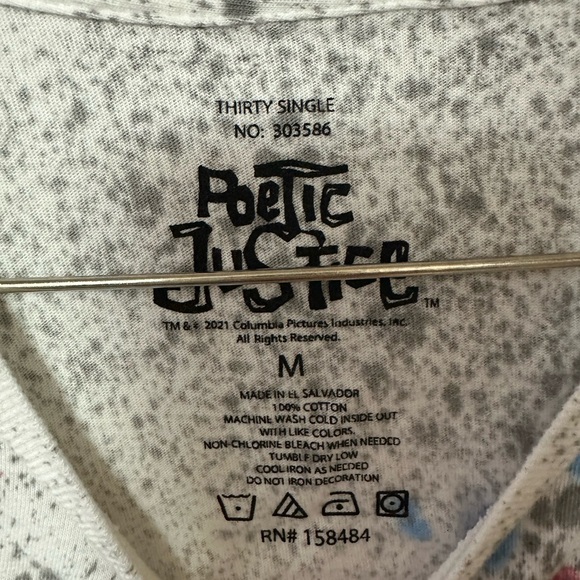 THIRTY SINGLE
NO: 303586
POETIC
JUSTICE™
TM & © 2021 Columbia Pictures Industries, INC.
All Rights Reserved.
M
MADE IN EL SALVADOR
100% COTTON
MACHINE WASH COLD INSIDE OUT
WITH LIKE COLORS.
NON-CHLORINE BLEACH WHEN NEEDED
TUMBLE DRY LOW
COOL IRON AS NEEDED
DO NOT IRON DECORATION
RN# 158484